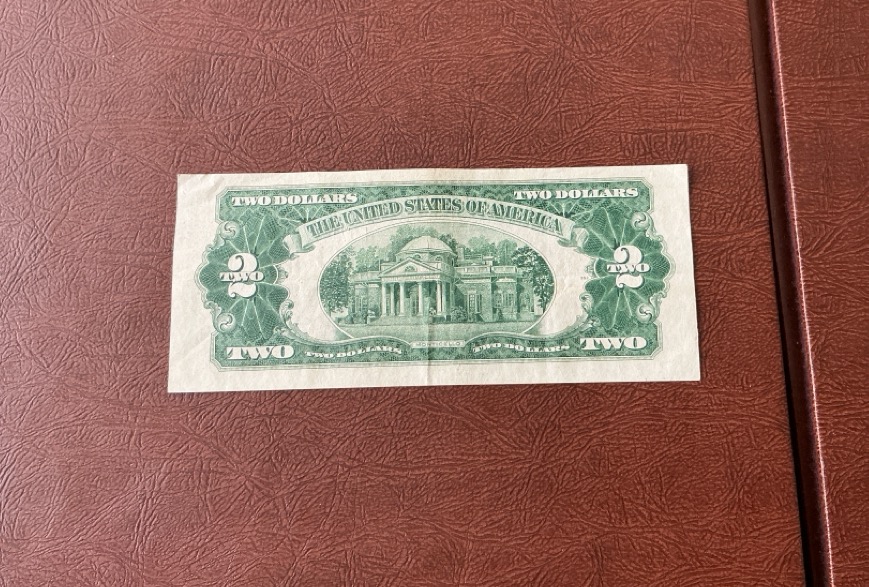 TWO DOLLARS TWO DOLLARS
THE UNITED STATES OF AMERICA
2 2
TWO TWO
TWO TWO DOLLARS MONTICELLO TWO DOLLARS TWO